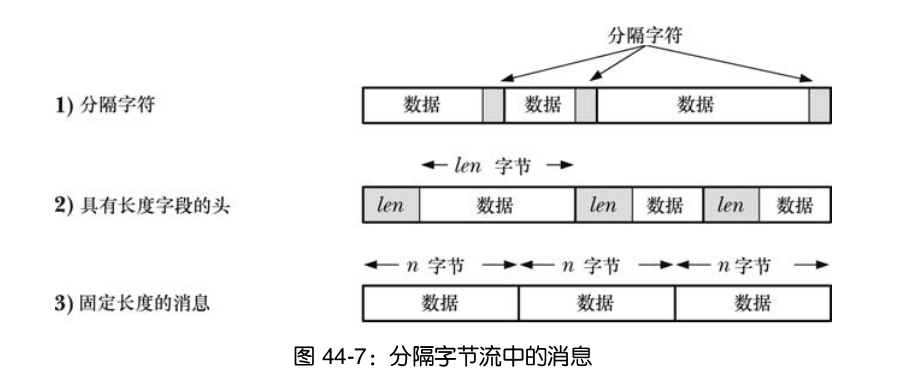 分隔字符
1) 分隔字符
数据 数据 数据
len 字节
2) 具有长度字段的头
len 数据 len 数据 len 数据
n 字节 n 字节 n 字节
3) 固定长度的消息
数据 数据 数据
图 44-7：分隔字节流中的消息